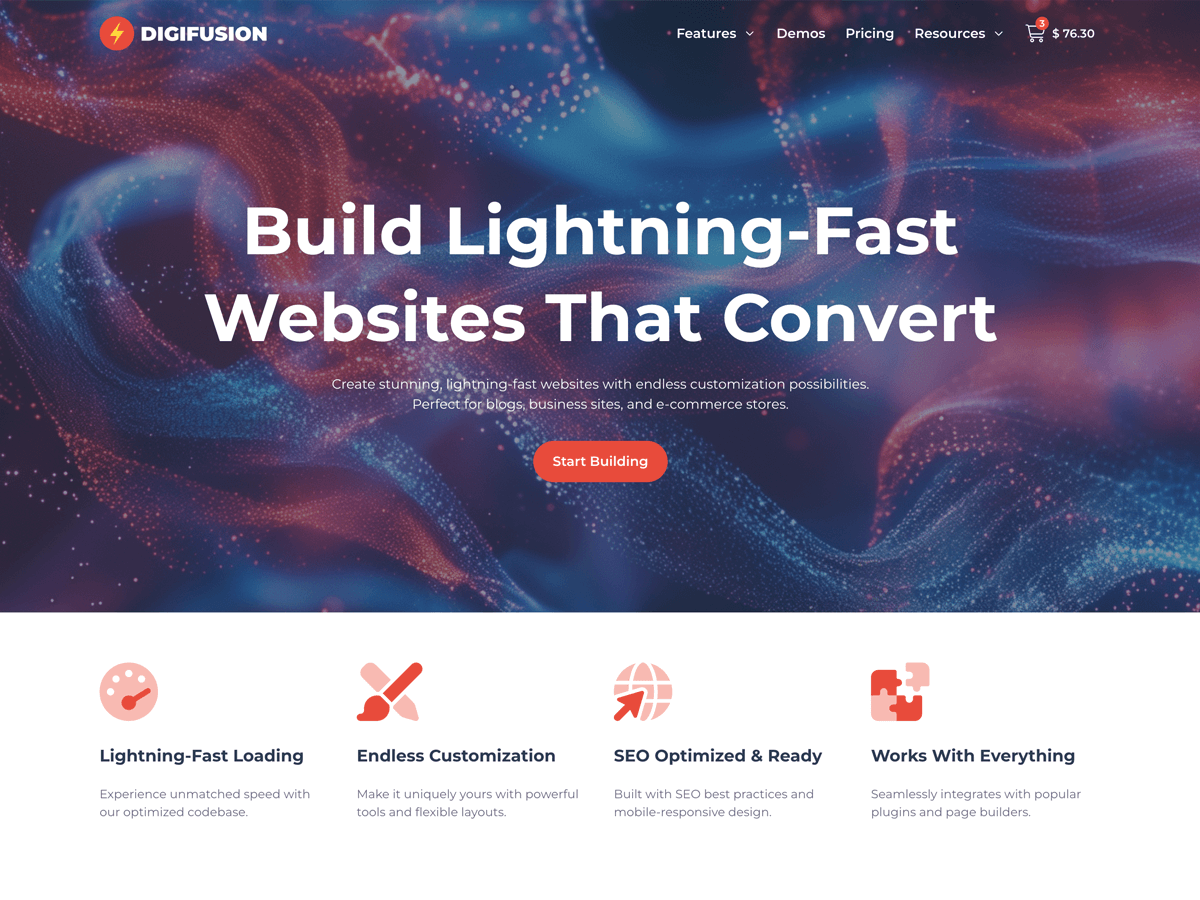 DIGIFUSION
Features
Demos
Pricing
Resources
3
$ 76.30
Build Lightning-Fast
Websites That Convert
Create stunning, lightning-fast websites with endless customization possibilities.
Perfect for blogs, business sites, and e-commerce stores.
Start Building
Lightning-Fast Loading
Experience unmatched speed with
our optimized codebase.
Endless Customization
Make it uniquely yours with powerful
tools and flexible layouts.
SEO Optimized & Ready
Built with SEO best practices and
mobile-responsive design.
Works With Everything
Seamlessly integrates with popular
plugins and page builders.